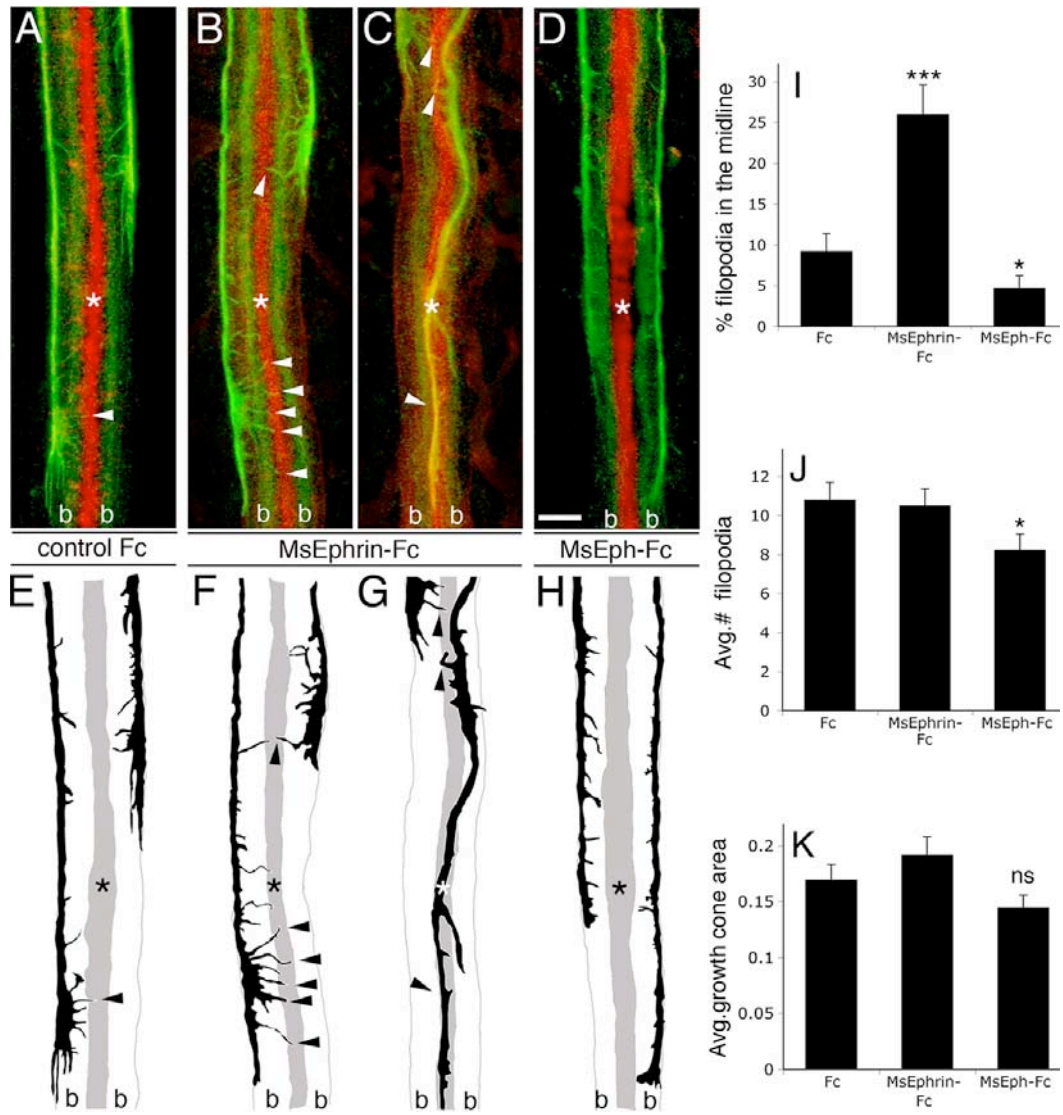 A
B
C
D
*
*
*
*
b b
b b
b b
b b
control Fc
MsEphrin-Fc
MsEph-Fc
E
F
G
H
*
*
*
*
b b
b b
b b
b b
I
% filopodia in the midline
30
25
20
15
10
5
0
***
*
Fc
MsEphrin-
Fc
MsEph-Fc
J
Avg.# filopodia
12
10
8
6
4
2
0
*
Fc
MsEphrin-
Fc
MsEph-Fc
K
Avg.growth cone area
0.2
0.15
0.1
0.05
0
ns
Fc
MsEphrin-
Fc
MsEph-Fc